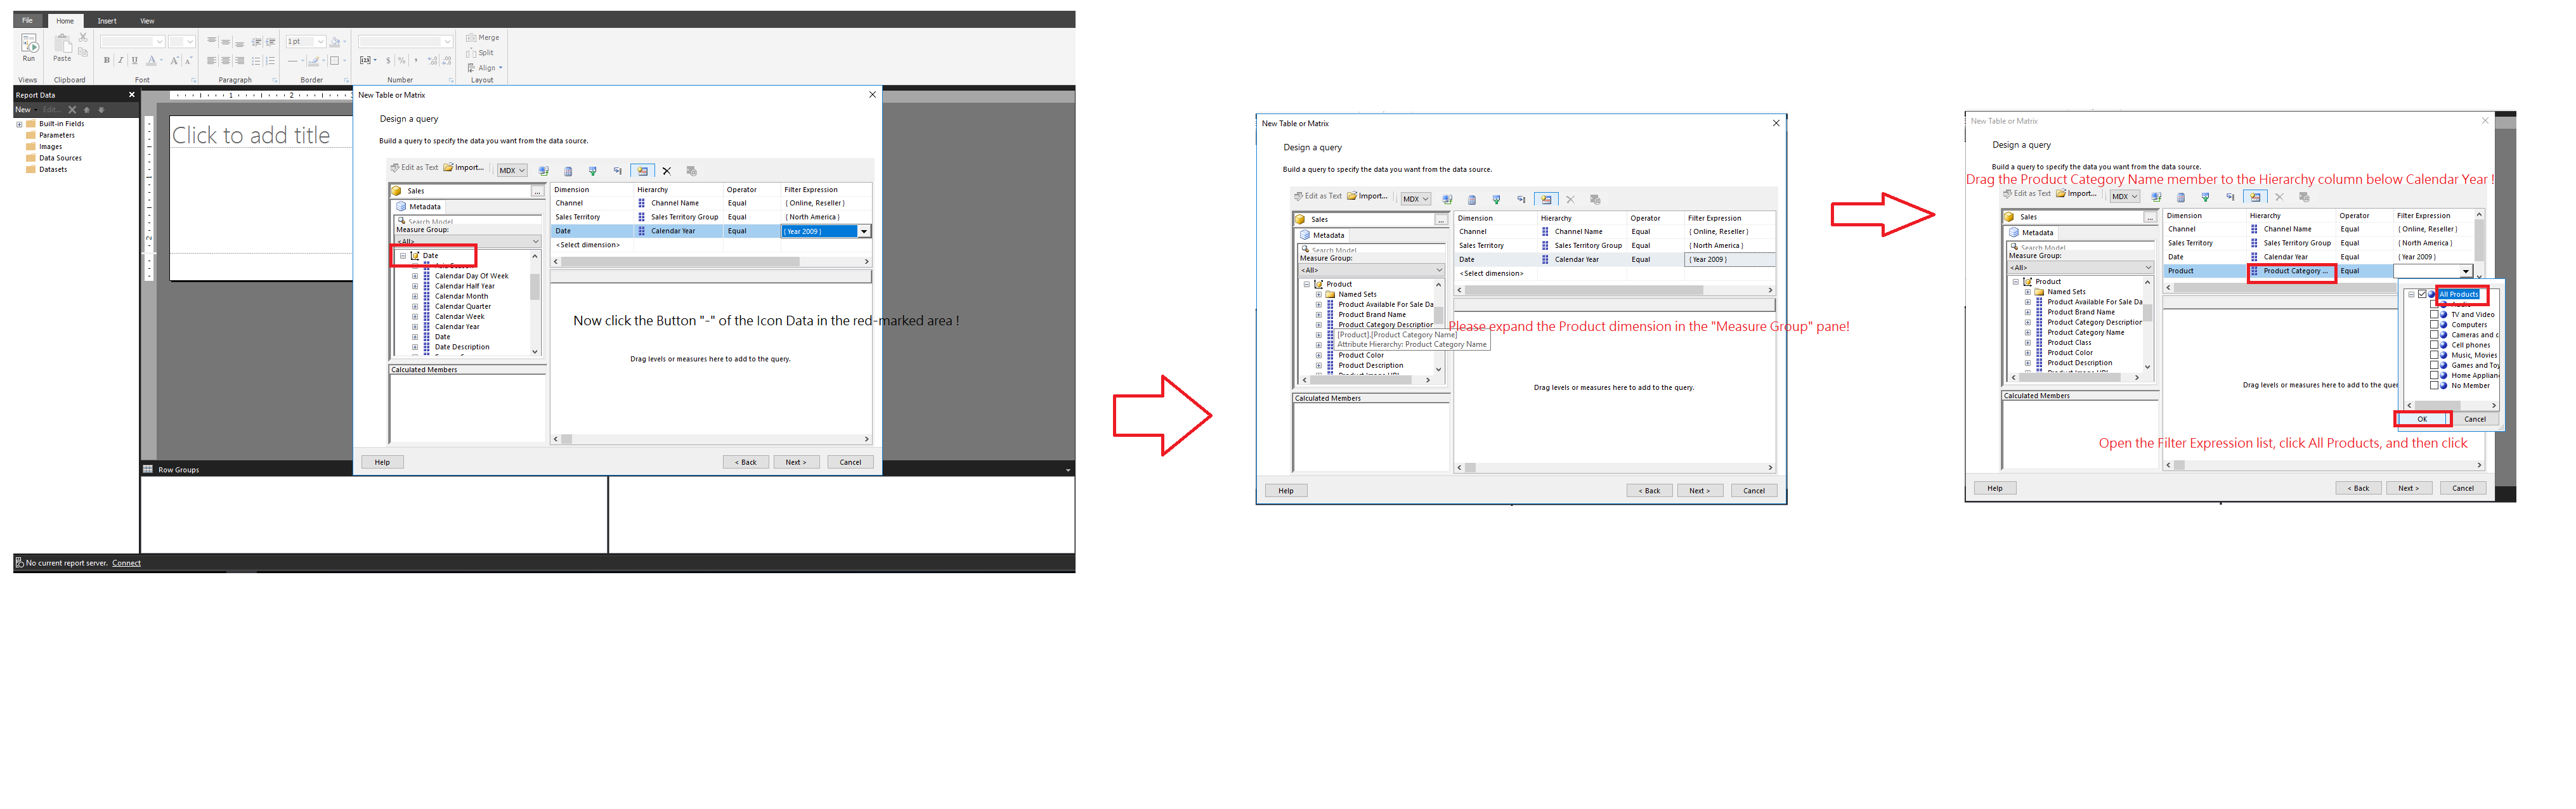 File Home Insert View
Run
Paste
1 pt
Merge
Split
Align
B I U A A A
$ % ,
Views Clipboard Font Paragraph Border Number Layout
Report Data
New Edit...
Built-in Fields
Parameters
Images
Data Sources
Datasets
1 2
Click to add title
New Table or Matrix
Design a query
Build a query to specify the data you want from the data source.
Edit as Text Import... MDX
Sales ...
Metadata
Search Model
Measure Group:
<All>
Date
Calendar Day Of Week
Calendar Half Year
Calendar Month
Calendar Quarter
Calendar Week
Calendar Year
Date
Date Description
Calculated Members
Dimension Hierarchy Operator Filter Expression
Channel Channel Name Equal { Online, Reseller }
Sales Territory Sales Territory Group Equal { North America }
Date Calendar Year Equal { Year 2009 }
<Select dimension>
Now click the Button "-" of the Icon Data in the red-marked area !
Drag levels or measures here to add to the query.
Help < Back Next > Cancel
Row Groups
No current report server. Connect
New Table or Matrix
Design a query
Build a query to specify the data you want from the data source.
Edit as Text Import... MDX
Sales ...
Metadata
Search Model
Measure Group:
<All>
Product
Named Sets
Product Available For Sale Da
Product Brand Name
Product Category Description
[Product].[Product Category Name]
Attribute Hierarchy: Product Category Name
Product Color
Product Description
Calculated Members
Dimension Hierarchy Operator Filter Expression
Channel Channel Name Equal { Online, Reseller }
Sales Territory Sales Territory Group Equal { North America }
Date Calendar Year Equal { Year 2009 }
<Select dimension>
Please expand the Product dimension in the "Measure Group" pane!
Drag levels or measures here to add to the query.
Help < Back Next > Cancel
New Table or Matrix
Design a query
Build a query to specify the data you want from the data source.
Drag the Product Category Name member to the Hierarchy column below Calendar Year !
Edit as Text Import... MDX
Sales ...
Metadata
Search Model
Measure Group:
<All>
Product
Named Sets
Product Available For Sale Da
Product Brand Name
Product Category Description
Product Category Name
Product Class
Product Color
Product Description
Calculated Members
Dimension Hierarchy Operator Filter Expression
Channel Channel Name Equal { Online, Reseller }
Sales Territory Sales Territory Group Equal { North America }
Date Calendar Year Equal { Year 2009 }
Product Product Category ... Equal
All Products
TV and Video
Computers
Cameras and c
Cell phones
Music, Movies
Games and Toy
Home Applian
No Member
OK Cancel
Drag levels or measures here to add to the query
Open the Filter Expression list, click All Products, and then click
Help < Back Next > Cancel